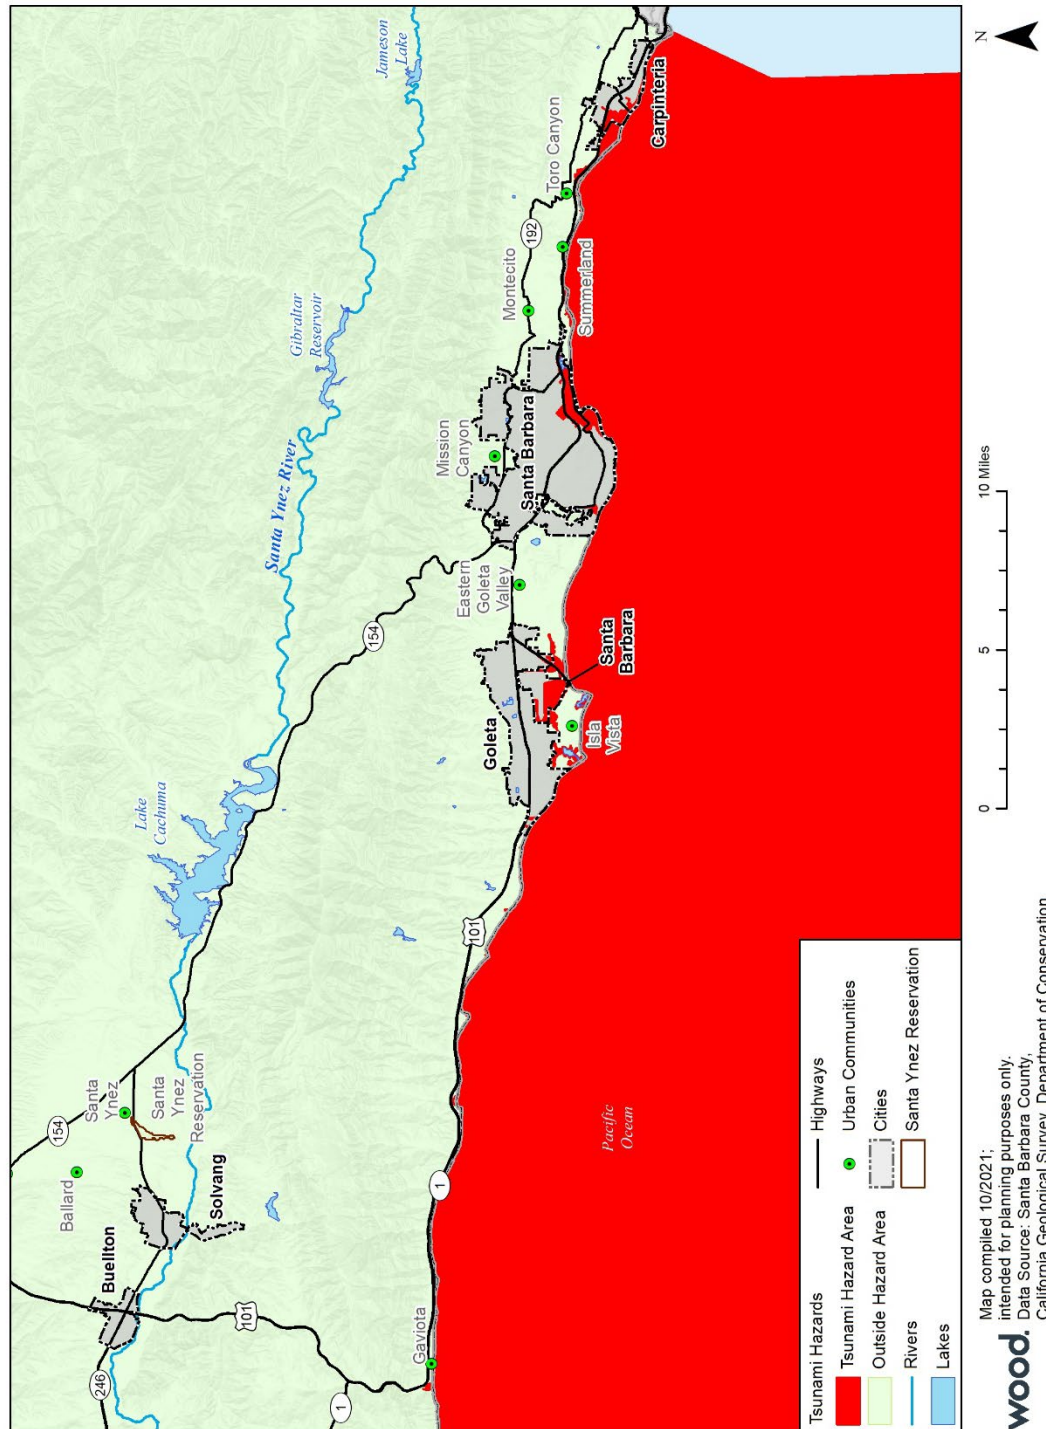 Jameson
Lake
Gibraltar
Reservoir
Santa Ynez River
Lake
Cachuma
154
Santa
Ynez
Santa
Ynez
Reservation
Ballard
Solvang
Buellton
246
101
1
Gaviota
1
101
154
Goleta
Eastern
Goleta
Valley
Mission
Canyon
Santa Barbara
Montecito
192
Toro Canyon
Carpinteria
Summerland
Santa
Barbara
Isla
Vista
Pacific
Ocean
Tsunami Hazards
Tsunami Hazard Area
Outside Hazard Area
Rivers
Lakes
Highways
Urban Communities
Cities
Santa Ynez Reservation
0
5
10 Miles
N
wood.
Map compiled 10/2021;
intended for planning purposes only.
Data Source: Santa Barbara County,
California Geological Survey, Department of Conservation